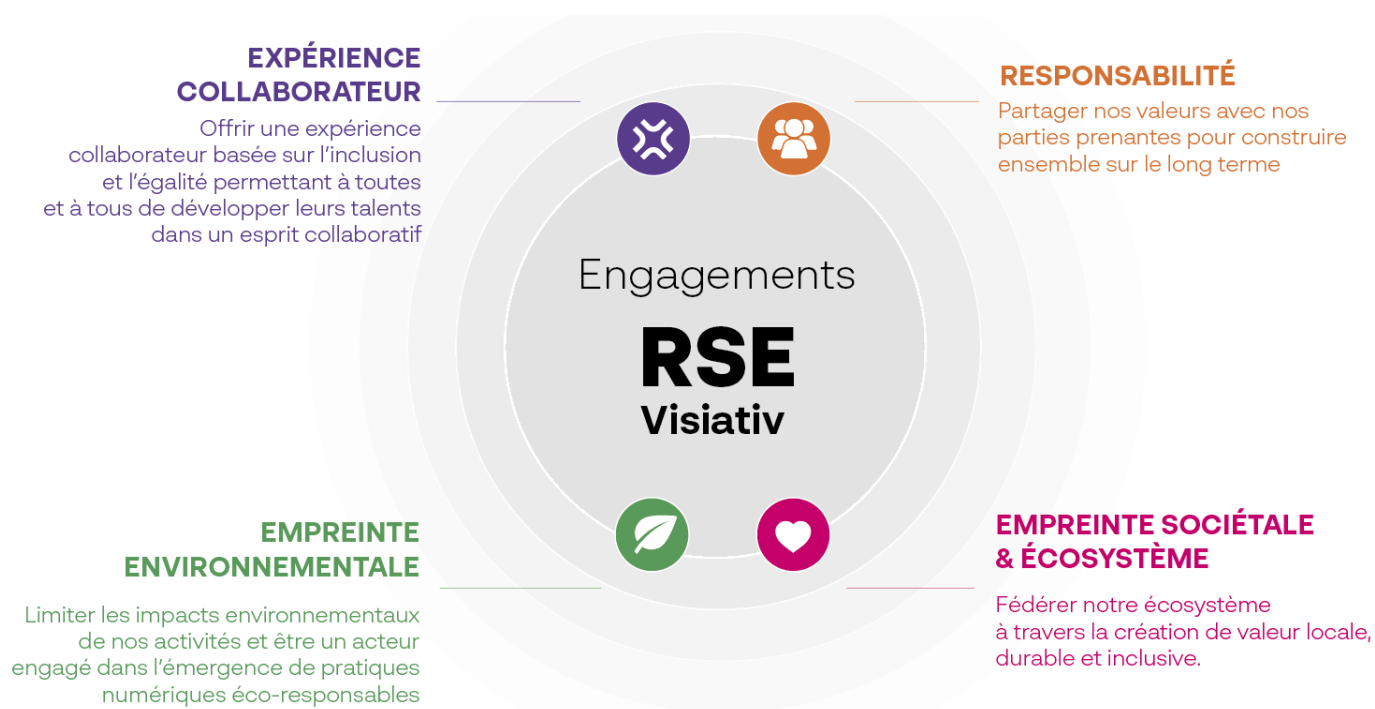 EXPÉRIENCE
COLLABORATEUR
Offrir une expérience
collaborateur basée sur l’inclusion
et l’égalité permettant à toutes
et à tous de développer leurs talents
dans un esprit collaboratif
RESPONSABILITÉ
Partager nos valeurs avec nos
parties prenantes pour construire
ensemble sur le long terme
Engagements
RSE
Visiativ
EMPREINTE
ENVIRONNEMENTALE
Limiter les impacts environnementaux
de nos activités et être un acteur
engagé dans l’émergence de pratiques
numériques éco-responsables
EMPREINTE SOCIÉTALE
& ÉCOSYSTÈME
Fédérer notre écosystème
à travers la création de valeur locale,
durable et inclusive.